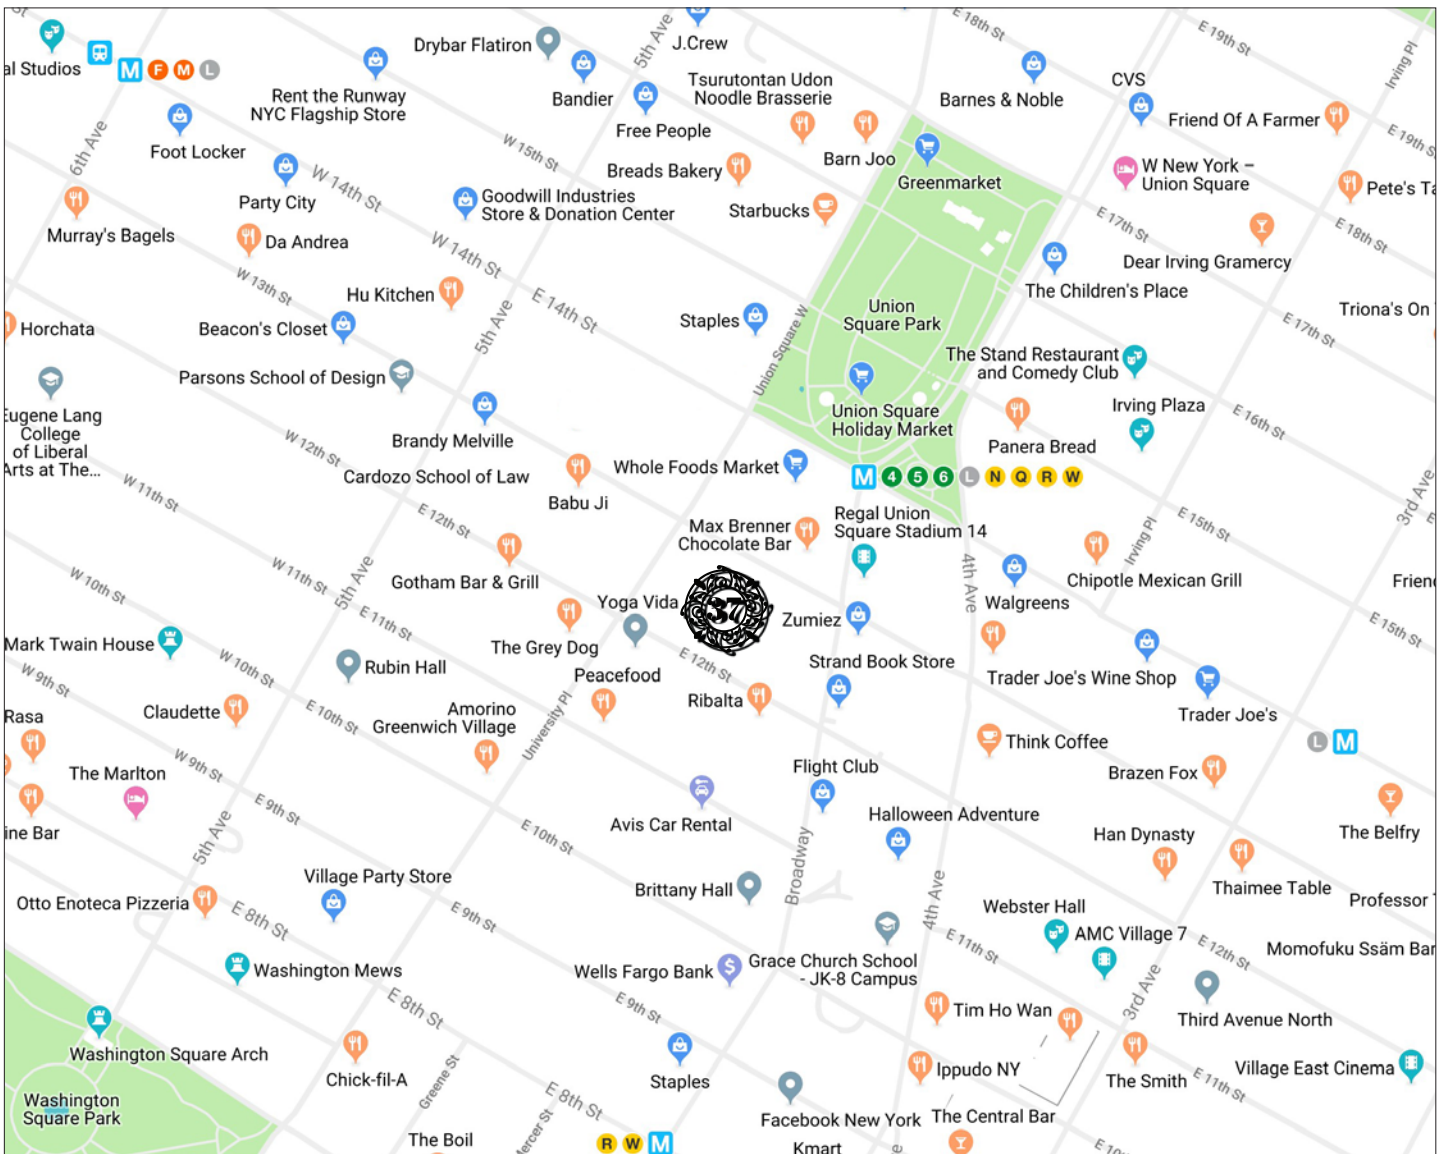 E 18th St
E 19th St
Irving Pl
5th Ave
J.Crew
Drybar Flatiron
al Studios
M F M L
Bandier
Tsurutontan Udon
Noodle Brasserie
Barnes & Noble
CVS
Rent the Runway
NYC Flagship Store
Free People
Friend Of A Farmer
E 19th S
6th Ave
Foot Locker
W 15th St
Barn Joo
Breads Bakery
Greenmarket
W New York –
Union Square
Pete's Ta
W 14th St
Party City
Goodwill Industries
Store & Donation Center
Starbucks
E 17th St
E 18th St
Murray's Bagels
Da Andrea
W 14th St
Dear Irving Gramercy
W 13th St
Hu Kitchen
E 14th St
The Children's Place
Horchata
Beacon's Closet
5th Ave
Staples
Union
Square Park
Triona's On
E 17th St
Union Square W
Parsons School of Design
The Stand Restaurant
and Comedy Club
Eugene Lang
College
of Liberal
Arts at The...
Brandy Melville
Union Square
Holiday Market
Irving Plaza
E 16th St
W 12th St
Panera Bread
Cardozo School of Law
Whole Foods Market
M 4 5 6 L N Q R W
W 11th St
Babu Ji
3rd Ave
E 12th St
Max Brenner
Chocolate Bar
Regal Union
Square Stadium 14
E 15th St
Irving Pl
W 10th St
W 11th St
5th Ave
Gotham Bar & Grill
4th Ave
Chipotle Mexican Grill
Frien
Walgreens
Yoga Vida
37
Zumiez
E 11th St
E 15th St
Mark Twain House
The Grey Dog
W 10th St
Rubin Hall
E 12th St
Strand Book Store
Trader Joe's Wine Shop
W 9th St
Peacefood
Ribalta
Trader Joe's
Rasa
Claudette
E 10th St
Amorino
Greenwich Village
University Pl
Think Coffee
L M
W 9th St
The Marlton
Flight Club
Brazen Fox
E 9th St
Avis Car Rental
Halloween Adventure
ine Bar
5th Ave
E 10th St
Han Dynasty
The Belfry
Village Party Store
Broadway
Brittany Hall
Thaimee Table
Otto Enoteca Pizzeria
E 8th St
E 9th St
4th Ave
Webster Hall
Professor T
AMC Village 7
E 11th St
E 12th St
Momofuku Ssäm Bar
Washington Mews
Wells Fargo Bank
Grace Church School
- JK-8 Campus
E 8th St
E 9th St
Tim Ho Wan
3rd Ave
Third Avenue North
Washington Square Arch
Chick-fil-A
Greene St
Staples
Ippudo NY
The Smith
Village East Cinema
E 11th St
Washington
Square Park
E 8th St
Facebook New York
The Central Bar
The Boil
Mercer St
R W M
Kmart
E 10th